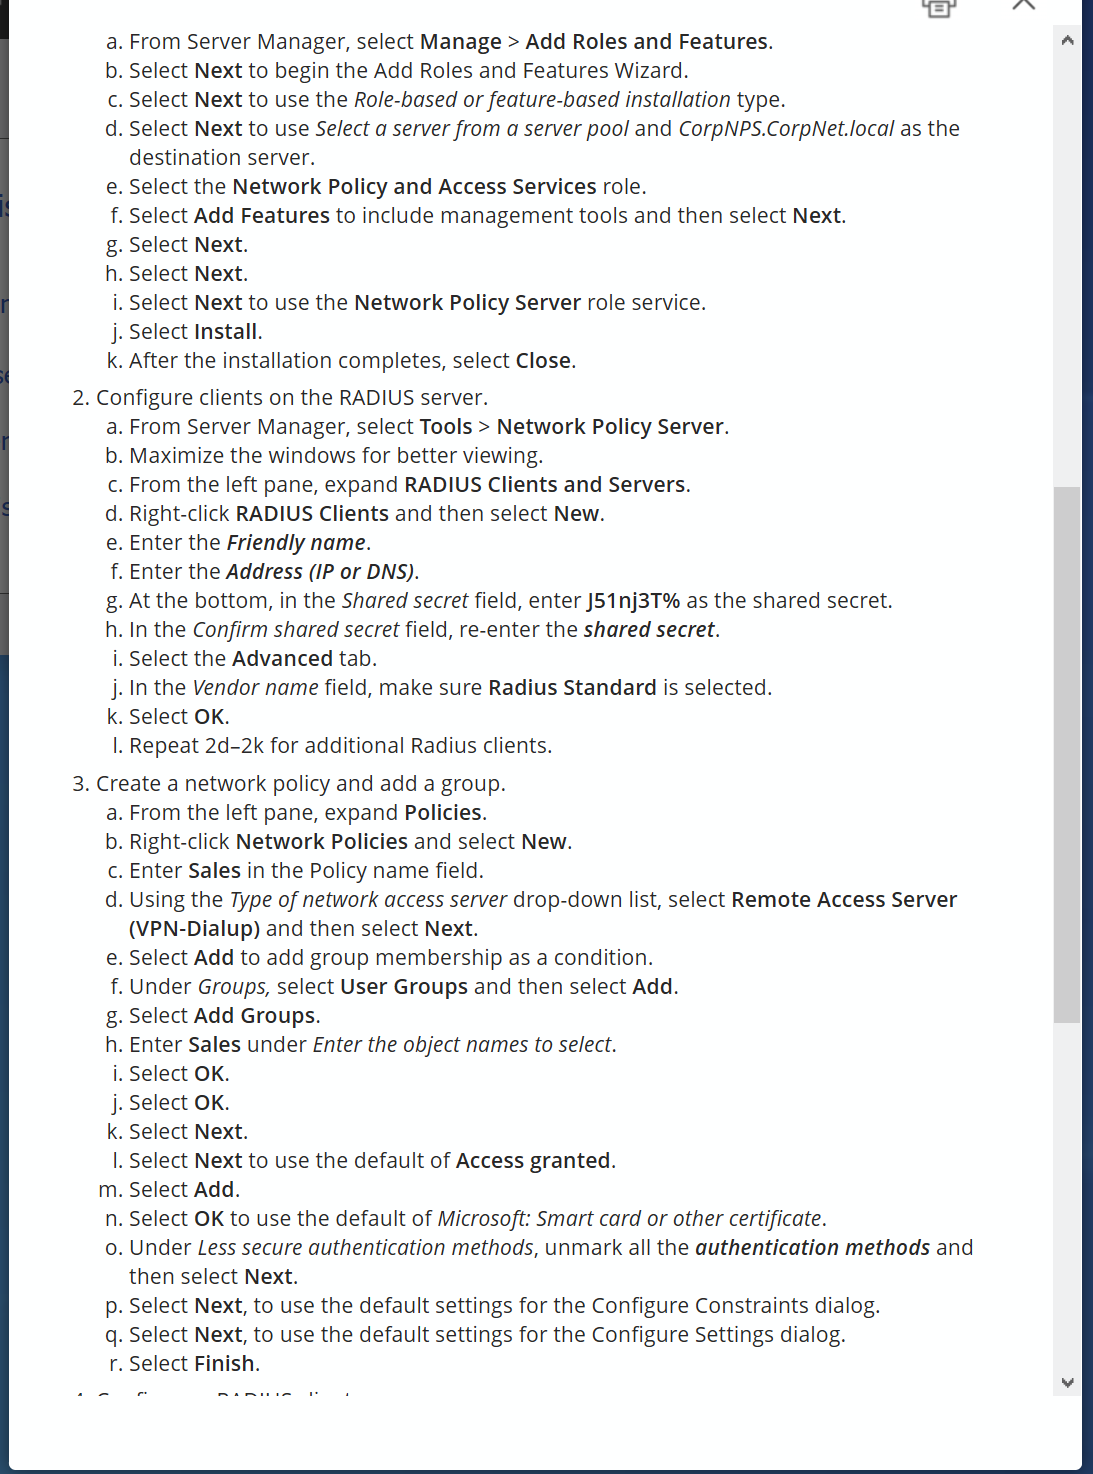 a. From Server Manager, select Manage > Add Roles and Features.
b. Select Next to begin the Add Roles and Features Wizard.
c. Select Next to use the Role-based or feature-based installation type.
d. Select Next to use Select a server from a server pool and CorpNPS.CorpNet.local as the
destination server.
e. Select the Network Policy and Access Services role.
f. Select Add Features to include management tools and then select Next.
g. Select Next.
h. Select Next.
i. Select Next to use the Network Policy Server role service.
j. Select Install.
k. After the installation completes, select Close.
2. Configure clients on the RADIUS server.
a. From Server Manager, select Tools > Network Policy Server.
b. Maximize the windows for better viewing.
c. From the left pane, expand RADIUS Clients and Servers.
d. Right-click RADIUS Clients and then select New.
e. Enter the Friendly name.
f. Enter the Address (IP or DNS).
g. At the bottom, in the Shared secret field, enter J51nj3T% as the shared secret.
h. In the Confirm shared secret field, re-enter the shared secret.
i. Select the Advanced tab.
j. In the Vendor name field, make sure Radius Standard is selected.
k. Select OK.
l. Repeat 2d–2k for additional Radius clients.
3. Create a network policy and add a group.
a. From the left pane, expand Policies.
b. Right-click Network Policies and select New.
c. Enter Sales in the Policy name field.
d. Using the Type of network access server drop-down list, select Remote Access Server
(VPN-Dialup) and then select Next.
e. Select Add to add group membership as a condition.
f. Under Groups, select User Groups and then select Add.
g. Select Add Groups.
h. Enter Sales under Enter the object names to select.
i. Select OK.
j. Select OK.
k. Select Next.
l. Select Next to use the default of Access granted.
m. Select Add.
n. Select OK to use the default of Microsoft: Smart card or other certificate.
o. Under Less secure authentication methods, unmark all the authentication methods and
then select Next.
p. Select Next, to use the default settings for the Configure Constraints dialog.
q. Select Next, to use the default settings for the Configure Settings dialog.
r. Select Finish.